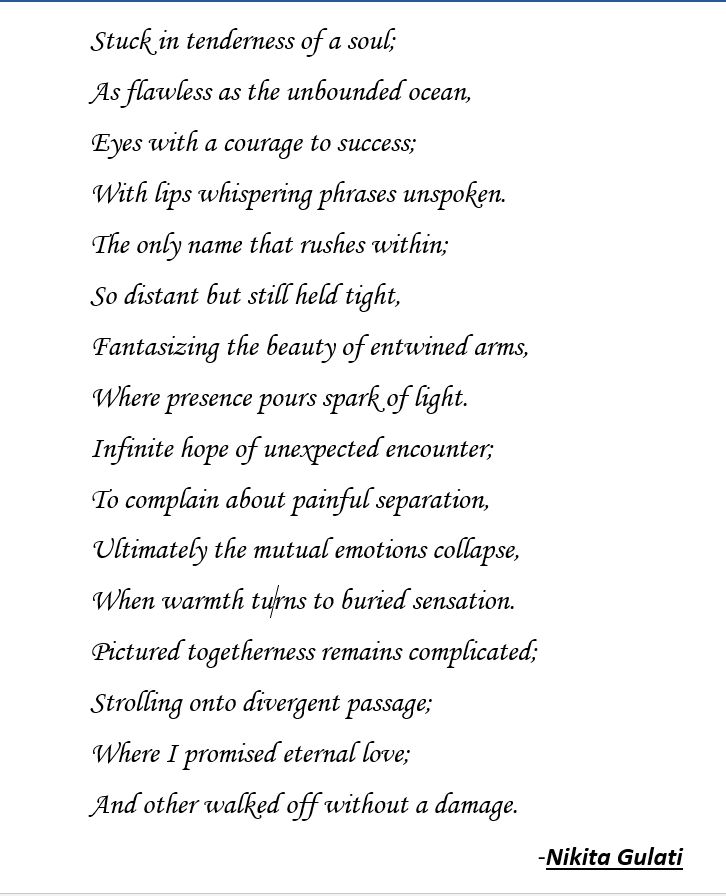 Stuck in tenderness of a soul;
As flawless as the unbounded ocean,
Eyes with a courage to success;
With lips whispering phrases unspoken.
The only name that rushes within;
So distant but still held tight,
Fantasizing the beauty of entwined arms,
Where presence pours spark of light.
Infinite hope of unexpected encounter;
To complain about painful separation,
Ultimately the mutual emotions collapse,
When warmth turns to buried sensation.
Pictured togetherness remains complicated;
Strolling onto divergent passage;
Where I promised eternal love;
And other walked off without a damage.
-Nikita Gulati